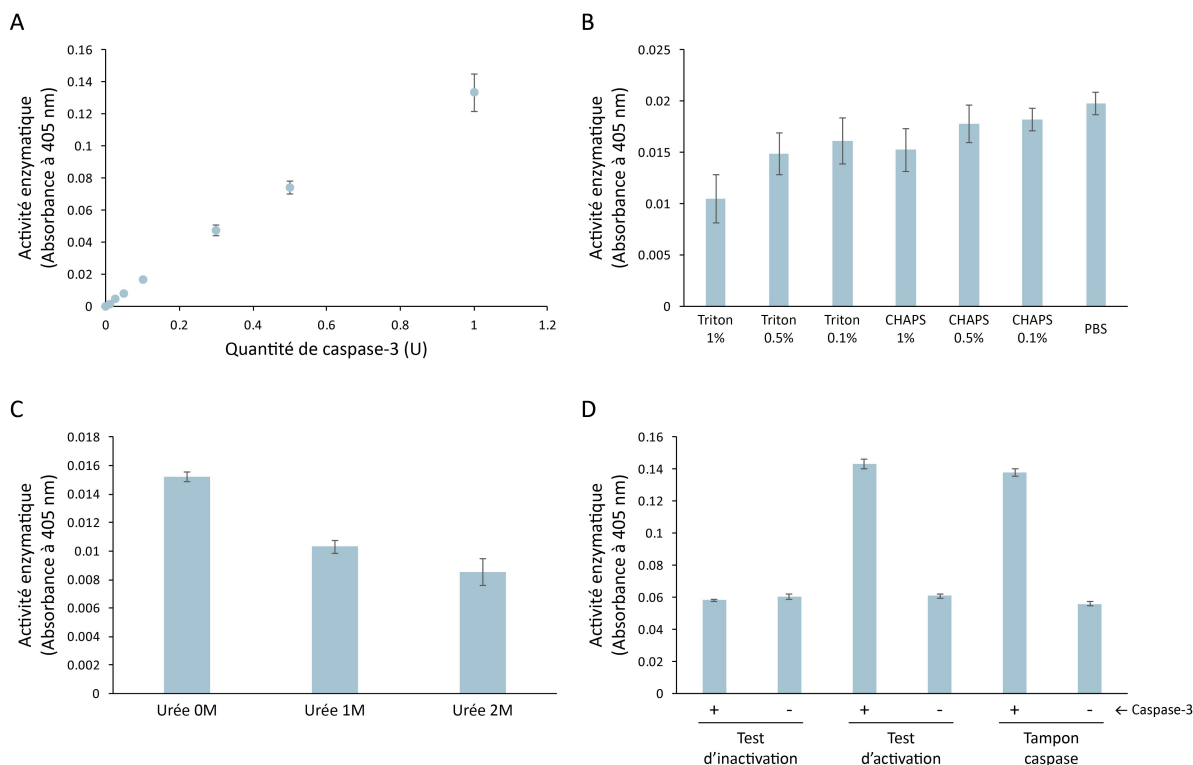 A
Activité enzymatique
(Absorbance à 405 nm)
0.16
0.14
0.12
0.1
0.08
0.06
0.04
0.02
0
0
0.2
0.4
0.6
0.8
1
1.2
Quantité de caspase-3 (U)
B
Activité enzymatique
(Absorbance à 405 nm)
0.025
0.02
0.015
0.01
0.005
0
Triton
1%
Triton
0.5%
Triton
0.1%
CHAPS
1%
CHAPS
0.5%
CHAPS
0.1%
PBS
C
Activité enzymatique
(Absorbance à 405 nm)
0.018
0.016
0.014
0.012
0.01
0.008
0.006
0.004
0.002
0
Urée 0M
Urée 1M
Urée 2M
D
Activité enzymatique
(Absorbance à 405 nm)
0.16
0.14
0.12
0.1
0.08
0.06
0.04
0.02
0
+ - + - + - ← Caspase-3
Test
d’inactivation
Test
d’activation
Tampon
caspase